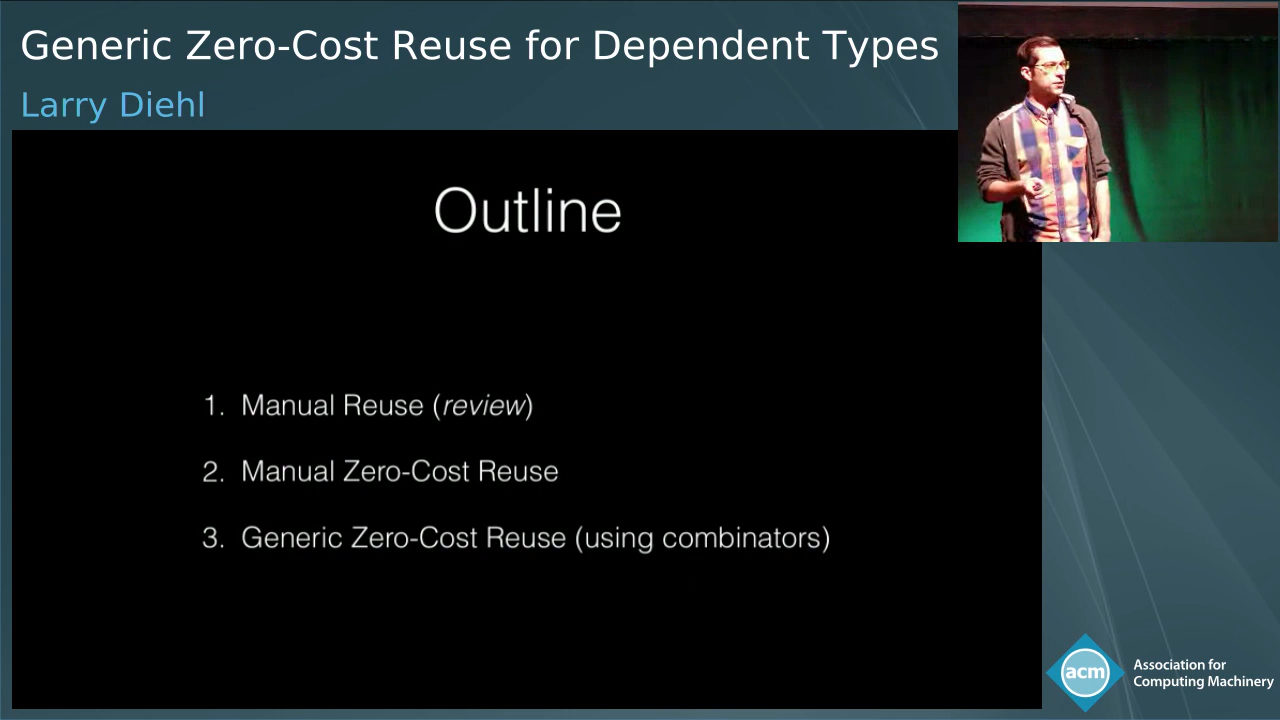 Generic Zero-Cost Reuse for Dependent Types
Larry Diehl
Outline
1. Manual Reuse (review)
2. Manual Zero-Cost Reuse
3. Generic Zero-Cost Reuse (using combinators)
acm
Association for
Computing Machinery